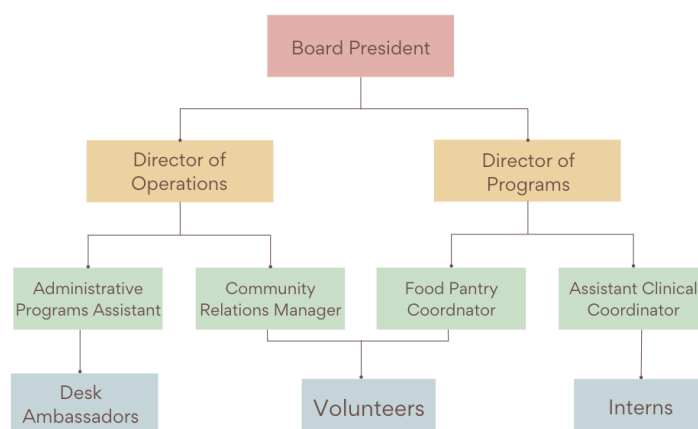 Board President
Director of
Operations
Director of
Programs
Administrative
Programs Assistant
Community
Relations Manager
Food Pantry
Coordnator
Assistant Clinical
Coordinator
Desk
Ambassadors
Volunteers
Interns